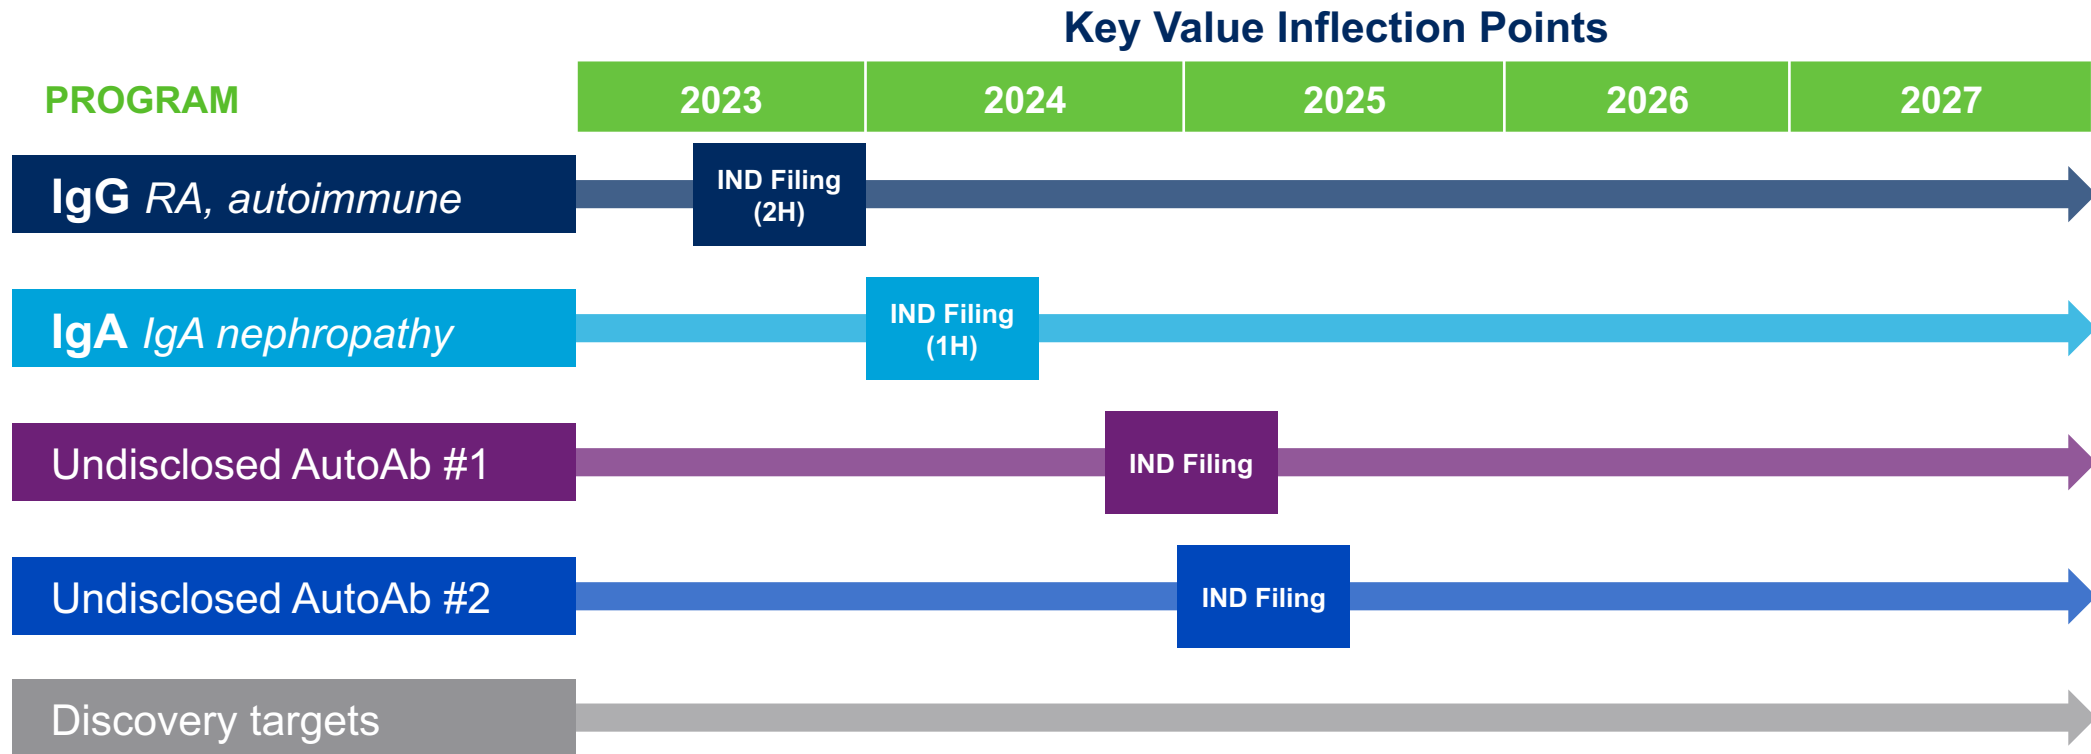 Key Value Inflection Points
PROGRAM 2023 2024 2025 2026 2027
IgG RA, autoimmune
IND Filing
(2H)
IgA IgA nephropathy
IND Filing
(1H)
Undisclosed AutoAb #1
IND Filing
Undisclosed AutoAb #2
IND Filing
Discovery targets